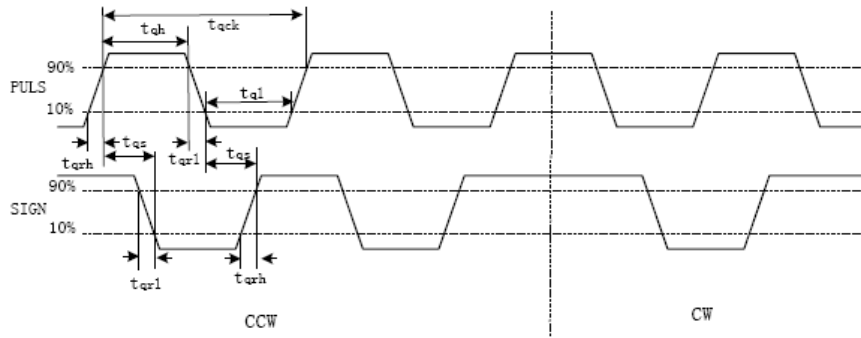 tqh
tqck
90%
PULS
10%
tql
tqrh
tqs
tqrl
tqs
90%
SIGN
10%
tqrl
tqrh
CCW
CW